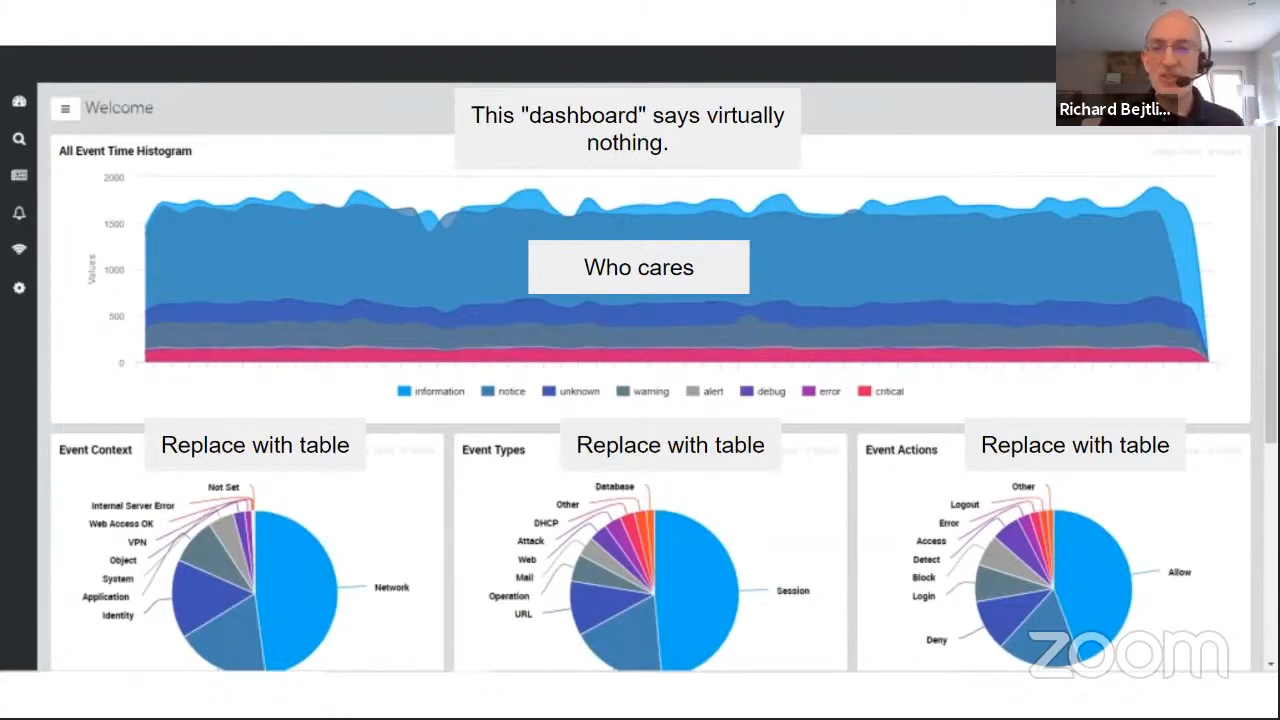 Richard Bejtli...
Welcome
This "dashboard" says virtually
nothing.
All Event Time Histogram
2000
1500
1000
500
0
Values
Who cares
information notice unknown warning alert debug error critical
Event Context
Replace with table
Event Types
Replace with table
Event Actions
Replace with table
Not Set
Internal Server Error
Web Access OK
VPN
Object
System
Application
Identity
Network
Database
Other
DHCP
Attack
Web
Mail
Operation
URL
Session
Other
Logout
Error
Access
Detect
Block
Login
Deny
Allow
zoom